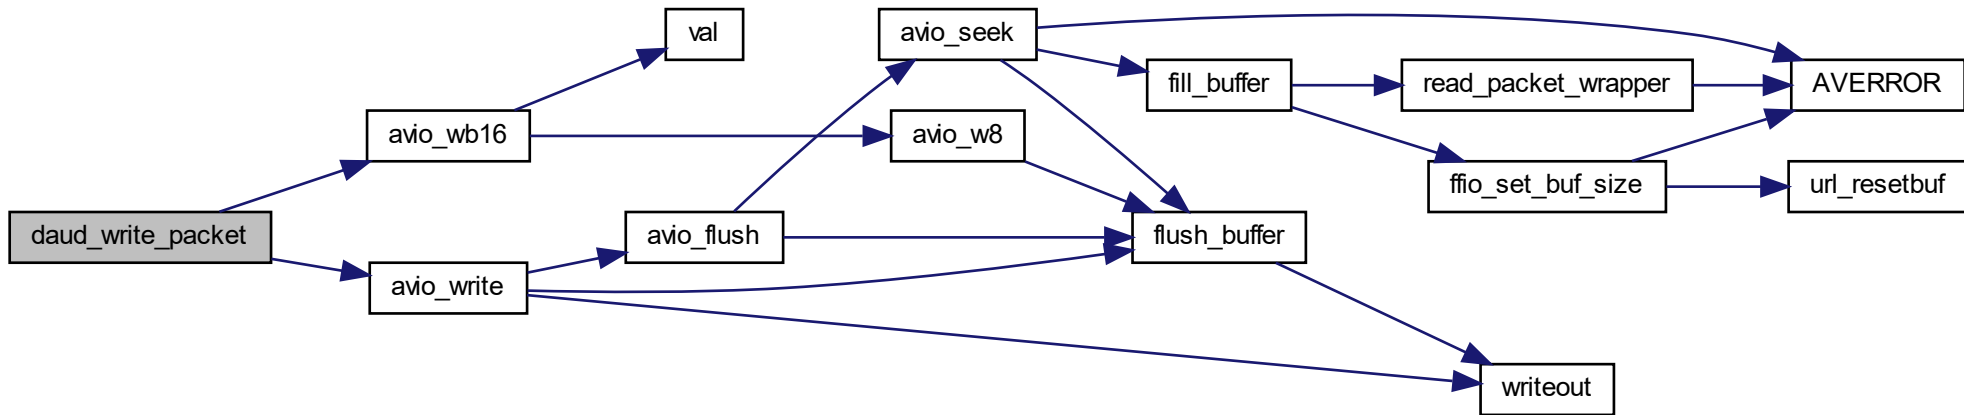 daud_write_packet
avio_wb16
avio_write
val
avio_flush
avio_seek
avio_w8
fill_buffer
flush_buffer
read_packet_wrapper
ffio_set_buf_size
writeout
AVERROR
url_resetbuf